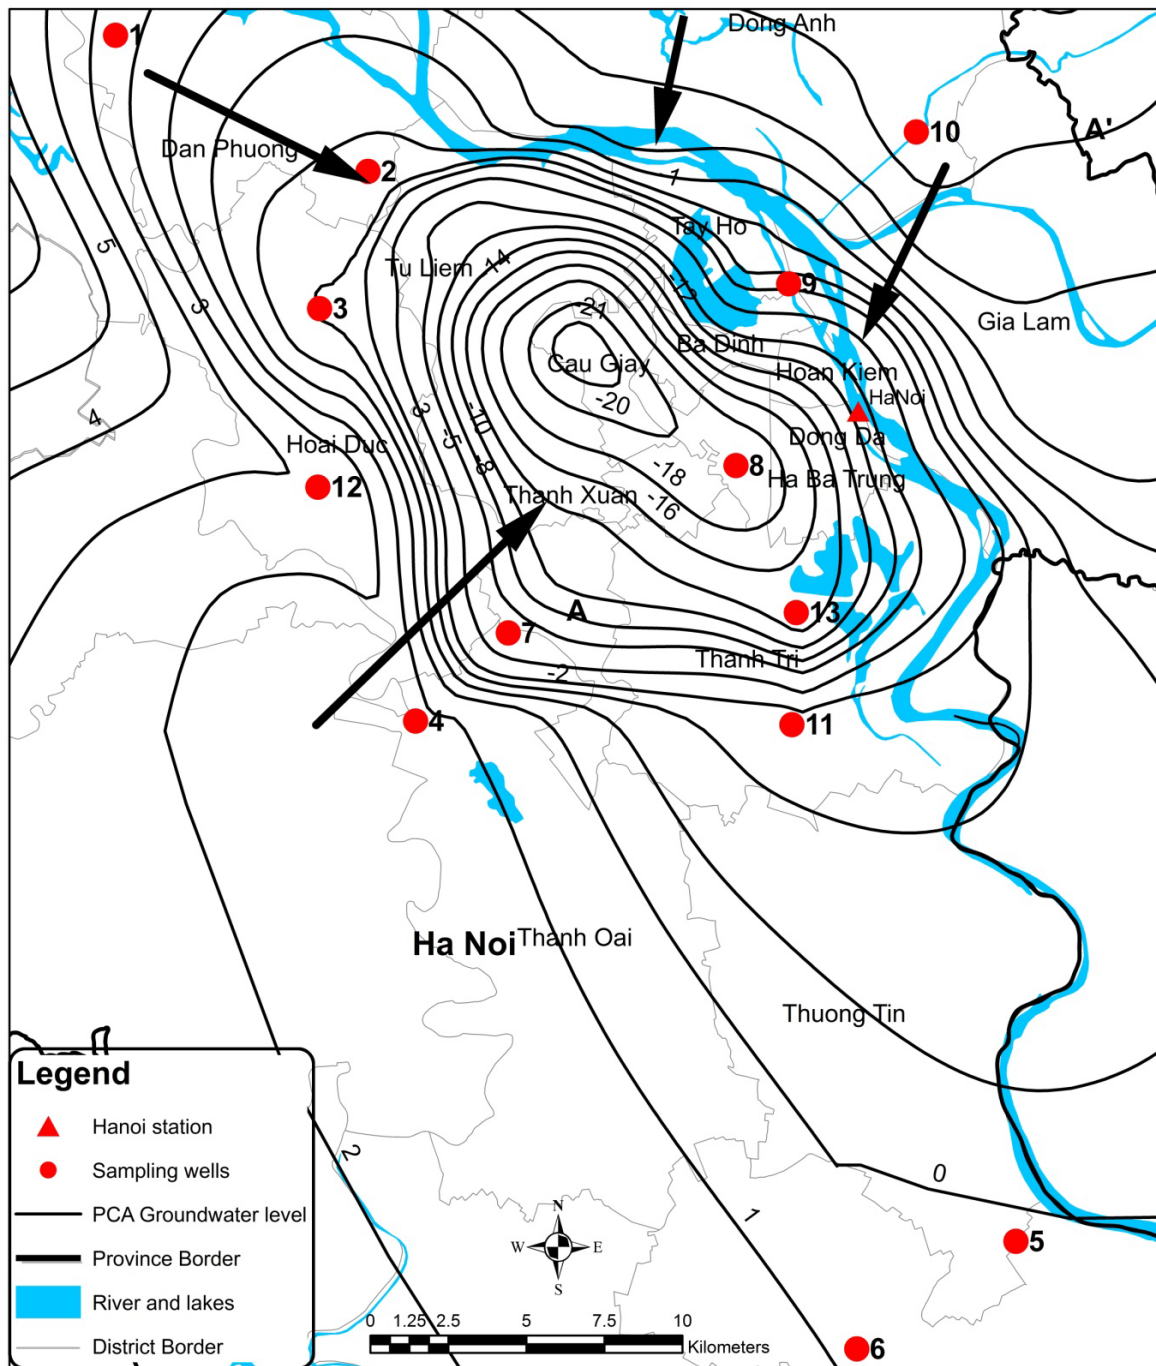 1
Dong Anh
10
A'
Dan Phuong
2
1
Tay Ho
5
Tu Liem
-14
-12
9
3
3
-21
Gia Lam
Ba Dinh
Cau Giay
Hoan Kiem
HaNoi
-20
4
3
-10
Dong Da
Hoai Duc
-5
-8
-18
8
Ha Ba Trung
12
Thanh Xuan
-16
A
13
7
Thanh Tri
-2
4
11
Ha Noi
Thanh Oai
Thuong Tin
Legend
Hanoi station
Sampling wells
PCA Groundwater level
Province Border
River and lakes
District Border
2
0
1
5
N
W E
S
0 1.25 2.5 5 7.5 10
Kilometers
6